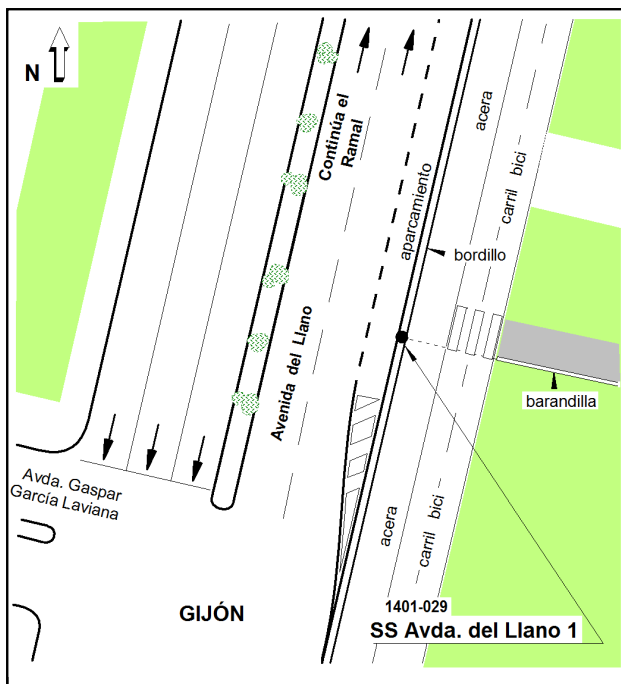 N
Continúa el
Ramal
acera
carril bici
aparcamiento
bordillo
Avenida del Llano
barandilla
Avda. Gaspar
García Laviana
acera
carril bici
GIJÓN
1401-029
SS Avda. del Llano 1